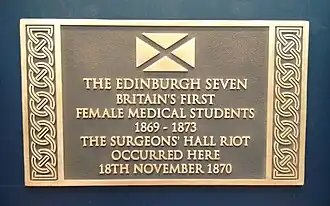 THE EDINBURGH SEVEN
BRITAIN'S FIRST
FEMALE MEDICAL STUDENTS
1869 - 1873
THE SURGEONS' HALL RIOT
OCCURRED HERE
18TH NOVEMBER 1870